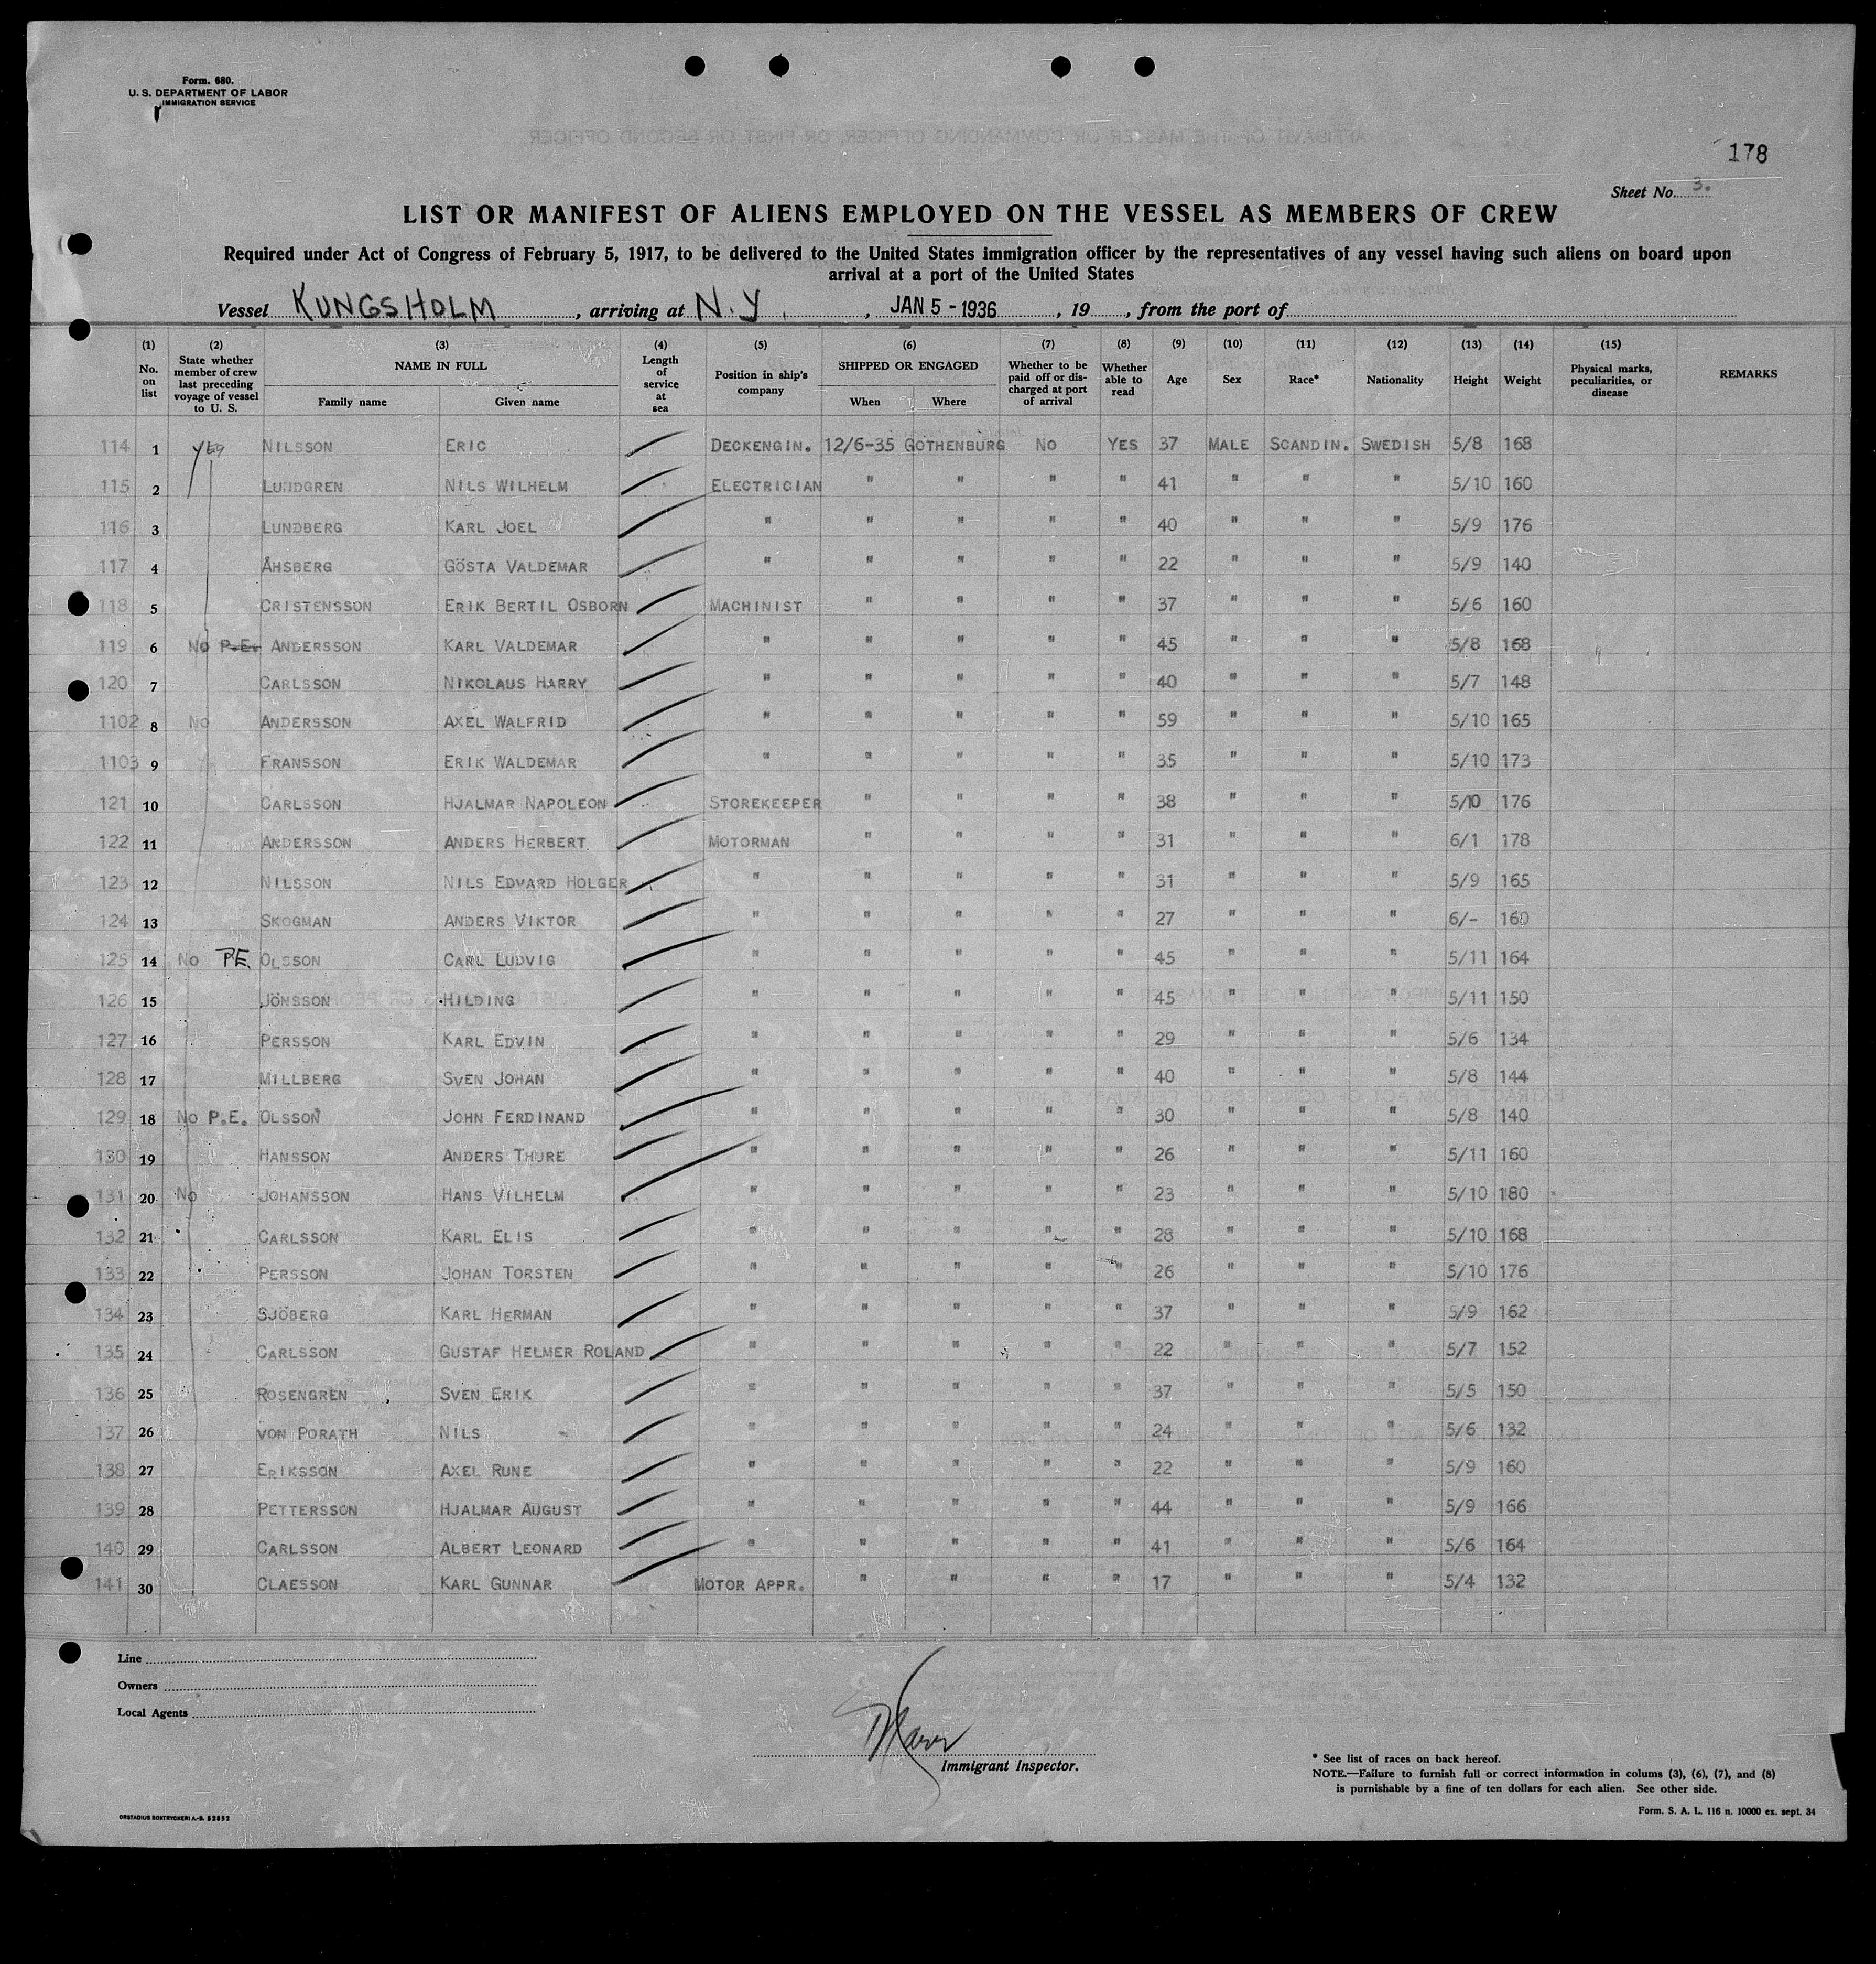 Form. 680.
U. S. DEPARTMENT OF LABOR
IMMIGRATION SERVICE
178
Sheet No. 3.
LIST OR MANIFEST OF ALIENS EMPLOYED ON THE VESSEL AS MEMBERS OF CREW
Required under Act of Congress of February 5, 1917, to be delivered to the United States immigration officer by the representatives of any vessel having such aliens on board upon
arrival at a port of the United States
Vessel KUNGSHOLM, arriving at N.Y., JAN 5 - 1936, 19, from the port of
(1) No. on list (2) State whether member of crew last preceding voyage of vessel to U. S. (3) NAME IN FULL Family name Given name (4) Length of service at sea (5) Position in ship's company (6) SHIPPED OR ENGAGED When Where (7) Whether to be paid off or discharged at port of arrival (8) Whether able to read (9) Age (10) Sex (11) Race* (12) Nationality (13) Height (14) Weight (15) Physical marks, peculiarities, or disease REMARKS
114 1 Yes NILSSON ERIC DECKENGIN. 12/6-35 GOTHENBURG NO YES 37 MALE SCANDIN. SWEDISH 5/8 168
115 2 LUNDGREN NILS WILHELM ELECTRICIAN " " " " 41 " " " 5/10 160
116 3 LUNDBERG KARL JOEL " " " " " 40 " " " 5/9 176
117 4 ÅHSBERG GÖSTA VALDEMAR " " " " " 22 " " " 5/9 140
118 5 CRISTENSSON ERIK BERTIL OSBORN MACHINIST " " " " 37 " " " 5/6 160
119 6 NO P.E. ANDERSSON KARL VALDEMAR " " " " " 45 " " " 5/8 168
120 7 CARLSSON NIKOLAUS HARRY " " " " " 40 " " " 5/7 148
1102 8 NO ANDERSSON AXEL WALFRID " " " " " 59 " " " 5/10 165
1103 9 FRANSSON ERIK WALDEMAR " " " " " 35 " " " 5/10 173
121 10 CARLSSON HJALMAR NAPOLEON STOREKEEPER " " " " 38 " " " 5/10 176
122 11 ANDERSSON ANDERS HERBERT MOTORMAN " " " " 31 " " " 6/1 178
123 12 NILSSON NILS EDVARD HOLGER " " " " " 31 " " " 5/9 165
124 13 SKOGMAN ANDERS VIKTOR " " " " " 27 " " " 6/- 160
125 14 NO P.E. OLSSON CARL LUDVIG " " " " " 45 " " " 5/11 164
126 15 JÖNSSON HILDING " " " " " 45 " " " 5/11 150
127 16 PERSSON KARL EDVIN " " " " " 29 " " " 5/6 134
128 17 MILLBERG SVEN JOHAN " " " " " 40 " " " 5/8 144
129 18 NO P.E. OLSSON JOHN FERDINAND " " " " " 30 " " " 5/8 140
130 19 HANSSON ANDERS THURE " " " " " 26 " " " 5/11 160
131 20 NO JOHANSSON HANS VILHELM " " " " " 23 " " " 5/10 180
132 21 CARLSSON KARL ELIS " " " " " 28 " " " 5/10 168
133 22 PERSSON JOHAN TORSTEN " " " " " 26 " " " 5/10 176
134 23 SJÖBERG KARL HERMAN " " " " " 37 " " " 5/9 162
135 24 CARLSSON GUSTAF HELMER ROLAND " " " " " 22 " " " 5/7 152
136 25 ROSENGREN SVEN ERIK " " " " " 37 " " " 5/5 150
137 26 VON PORATH NILS " " " " " 24 " " " 5/6 132
138 27 ERIKSSON AXEL RUNE " " " " " 22 " " " 5/9 160
139 28 PETTERSSON HJALMAR AUGUST " " " " " 44 " " " 5/9 166
140 29 CARLSSON ALBERT LEONARD " " " " " 41 " " " 5/6 164
141 30 CLAESSON KARL GUNNAR MOTOR APPR. " " " " 17 " " " 5/4 132
Line
Owners
Local Agents
Immigrant Inspector.
* See list of races on back hereof.
NOTE.—Failure to furnish full or correct information in colums (3), (6), (7), and (8)
is punishable by a fine of ten dollars for each alien. See other side.
ORSTADIUS BOKTRYCKERI A.-B. 52852
Form. S. A. L. 116 n. 10000 ex. sept. 34